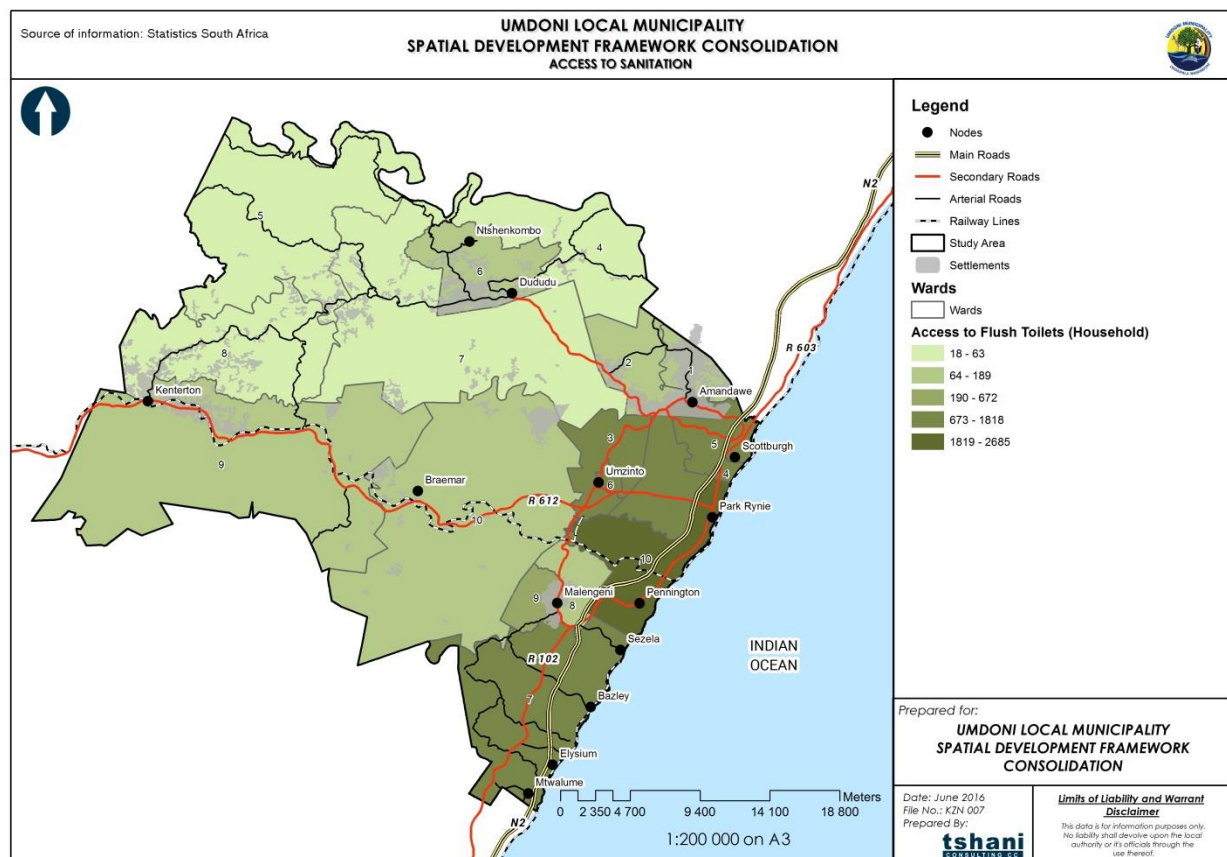 Source of information: Statistics South Africa
UMDONI LOCAL MUNICIPALITY
SPATIAL DEVELOPMENT FRAMEWORK CONSOLIDATION
ACCESS TO SANITATION
Legend
Nodes
Main Roads
Secondary Roads
Arterial Roads
Railway Lines
Study Area
Settlements
Wards
Wards
Access to Flush Toilets (Household)
18 - 63
64 - 189
190 - 672
673 - 1818
1819 - 2685
N2
5
Ntshenkombo
4
6
Dududu
R 603
8
7
2
1
Kenterton
Amandawe
3
5
Scottburgh
9
4
Umzinto
6
Braemar
R 612
10
Park Rynie
10
9
Malengeni
8
Pennington
Sezela
R 102
INDIAN
OCEAN
7
Bazley
Elysium
Mtwalume
N2
Meters
0 2 350 4 700 9 400 14 100 18 800
1:200 000 on A3
Prepared for:
UMDONI LOCAL MUNICIPALITY
SPATIAL DEVELOPMENT FRAMEWORK
CONSOLIDATION
Date: June 2016
File No.: KZN 007
Prepared By:
tshani
CONSULTING CC
Limits of Liability and Warrant
Disclaimer
This data is for information purposes only.
No liability shall devolve upon the local
authority or it's officials through the
use thereof.